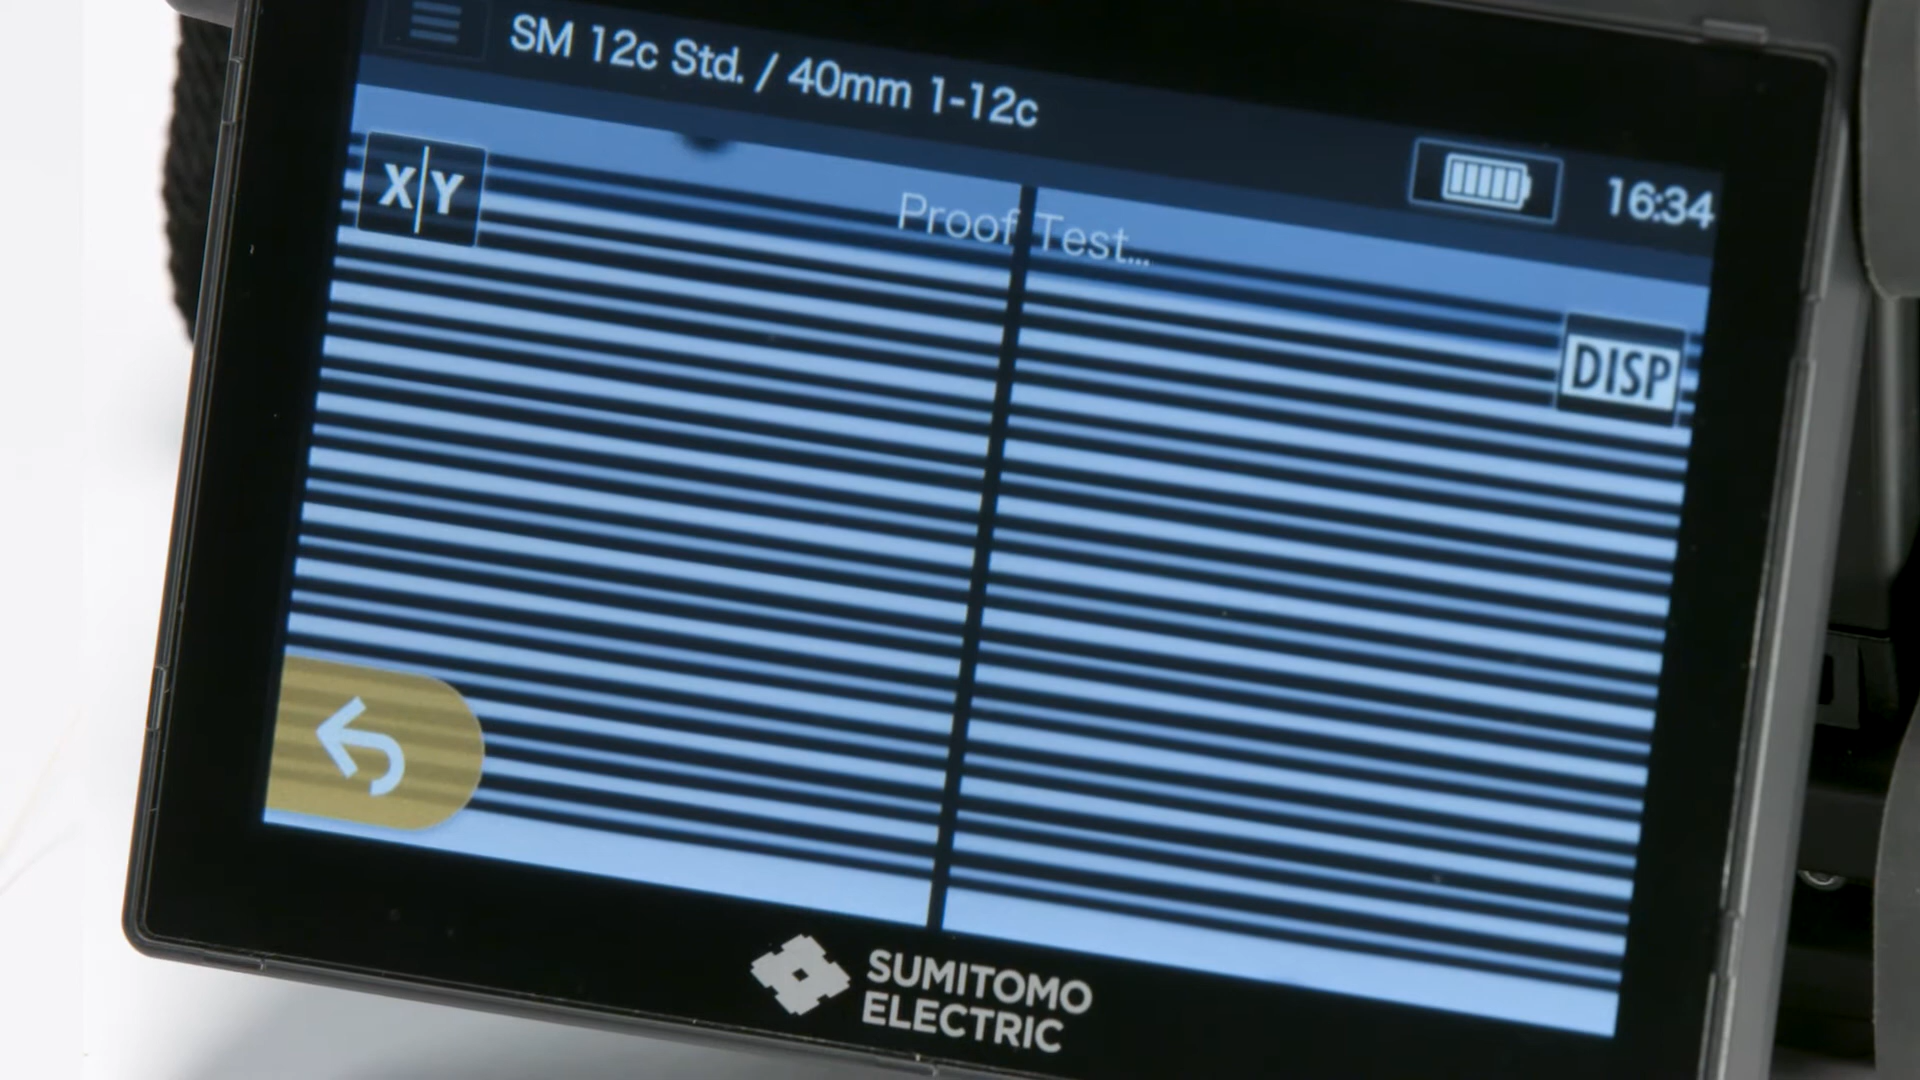 SM 12c Std. / 40mm 1-12c
16:34
X|Y
Proof Test...
DISP
SUMITOMO
ELECTRIC